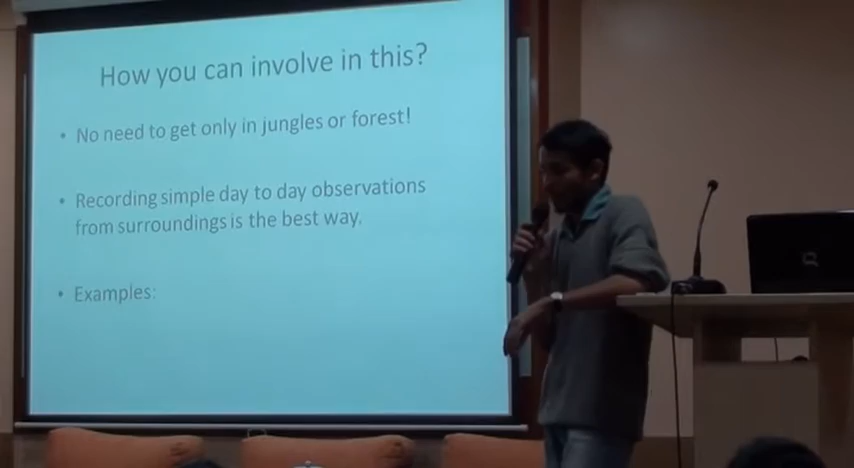 How you can involve in this?
• No need to get only in jungles or forest!
• Recording simple day to day observations
from surroundings is the best way.
• Examples: